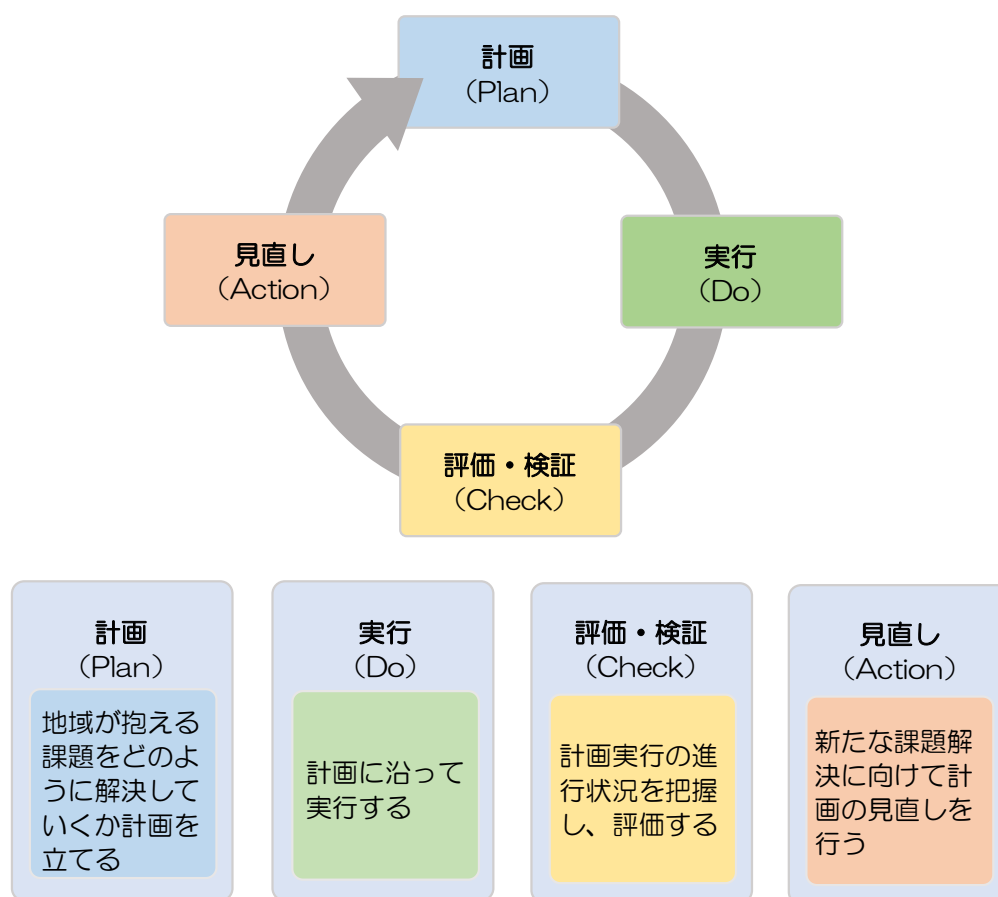 計画
（Plan）
見直し
（Action）
実行
（Do）
評価・検証
（Check）
計画
（Plan）
地域が抱える
課題をどのよ
うに解決して
いくか計画を
立てる
実行
（Do）
計画に沿って
実行する
評価・検証
（Check）
計画実行の進
行状況を把握
し、評価する
見直し
（Action）
新たな課題解
決に向けて計
画の見直しを
行う